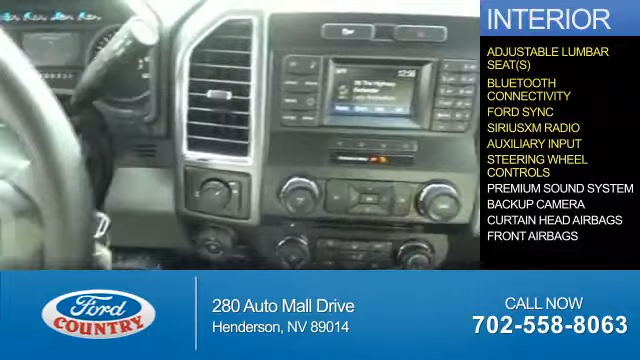 INTERIOR
ADJUSTABLE LUMBAR
SEAT(S)
BLUETOOTH
CONNECTIVITY
FORD SYNC
SIRIUSXM RADIO
AUXILIARY INPUT
STEERING WHEEL
CONTROLS
PREMIUM SOUND SYSTEM
BACKUP CAMERA
CURTAIN HEAD AIRBAGS
FRONT AIRBAGS
Ford
COUNTRY
280 Auto Mall Drive
Henderson, NV 89014
CALL NOW
702-558-8063